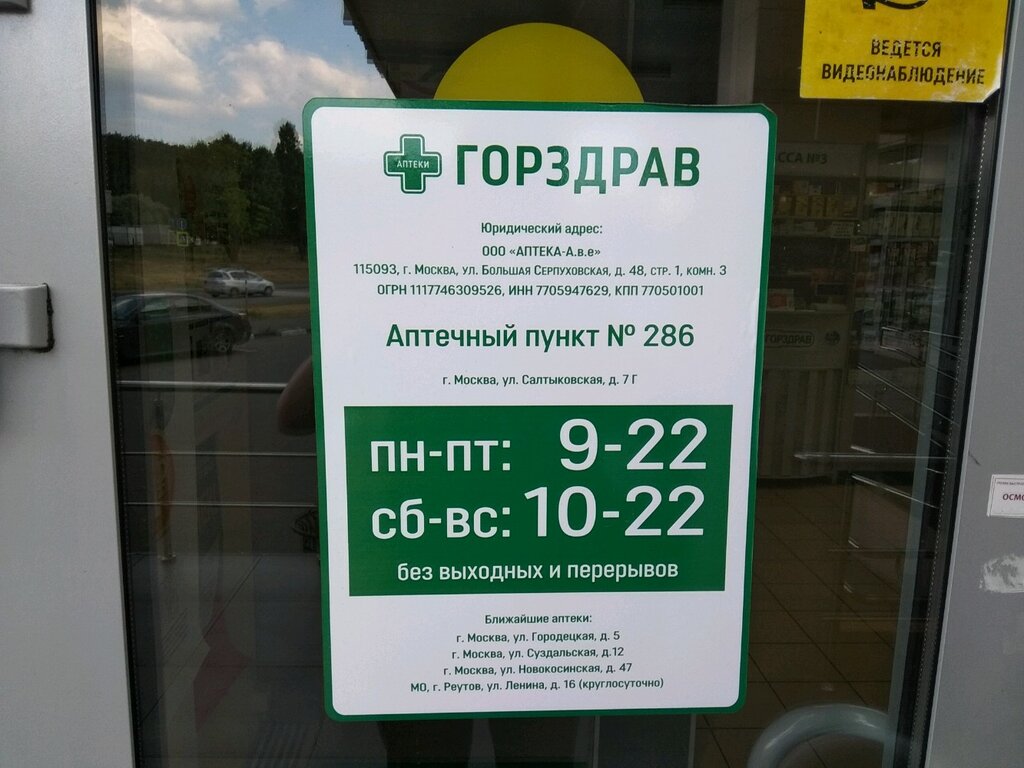 ВЕДЕТСЯ
ВИДЕОНАБЛЮДЕНИЕ
АПТЕКИ
ГОРЗДРАВ
Юридический адрес:
ООО «АПТЕКА-А.в.е»
115093, г. Москва, ул. Большая Серпуховская, д. 48, стр. 1, комн. 3
ОГРН 1117746309526, ИНН 7705947629, КПП 770501001
Аптечный пункт № 286
г. Москва, ул. Салтыковская, д. 7 Г
пн-пт: 9-22
сб-вс: 10-22
без выходных и перерывов
Ближайшие аптеки:
г. Москва, ул. Городецкая, д. 5
г. Москва, ул. Суздальская, д.12
г. Москва, ул. Новокосинская, д. 47
МО, г. Реутов, ул. Ленина, д. 16 (круглосуточно)
ГОРЗДРАВ